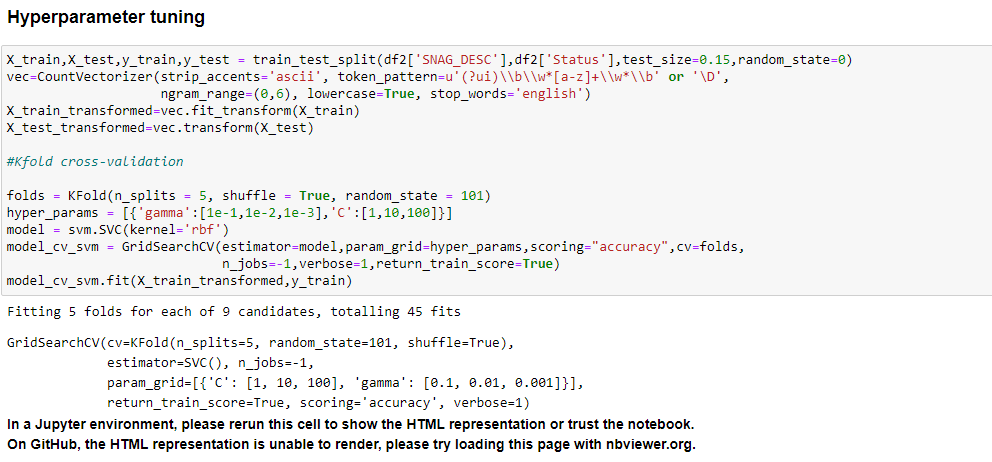 Hyperparameter tuning
X_train,X_test,y_train,y_test = train_test_split(df2['SNAG_DESC'],df2['Status'],test_size=0.15,random_state=0)
vec=CountVectorizer(strip_accents='ascii', token_pattern=u'(?ui)\\b\\w*[a-z]+\\w*\\b' or '\D',
ngram_range=(0,6), lowercase=True, stop_words='english')
X_train_transformed=vec.fit_transform(X_train)
X_test_transformed=vec.transform(X_test)
#Kfold cross-validation
folds = KFold(n_splits = 5, shuffle = True, random_state = 101)
hyper_params = [{'gamma':[1e-1,1e-2,1e-3],'C':[1,10,100]}]
model = svm.SVC(kernel='rbf')
model_cv_svm = GridSearchCV(estimator=model,param_grid=hyper_params,scoring="accuracy",cv=folds,
n_jobs=-1,verbose=1,return_train_score=True)
model_cv_svm.fit(X_train_transformed,y_train)
Fitting 5 folds for each of 9 candidates, totalling 45 fits
GridSearchCV(cv=KFold(n_splits=5, random_state=101, shuffle=True),
estimator=SVC(), n_jobs=-1,
param_grid=[{'C': [1, 10, 100], 'gamma': [0.1, 0.01, 0.001]}],
return_train_score=True, scoring='accuracy', verbose=1)
In a Jupyter environment, please rerun this cell to show the HTML representation or trust the notebook.
On GitHub, the HTML representation is unable to render, please try loading this page with nbviewer.org.